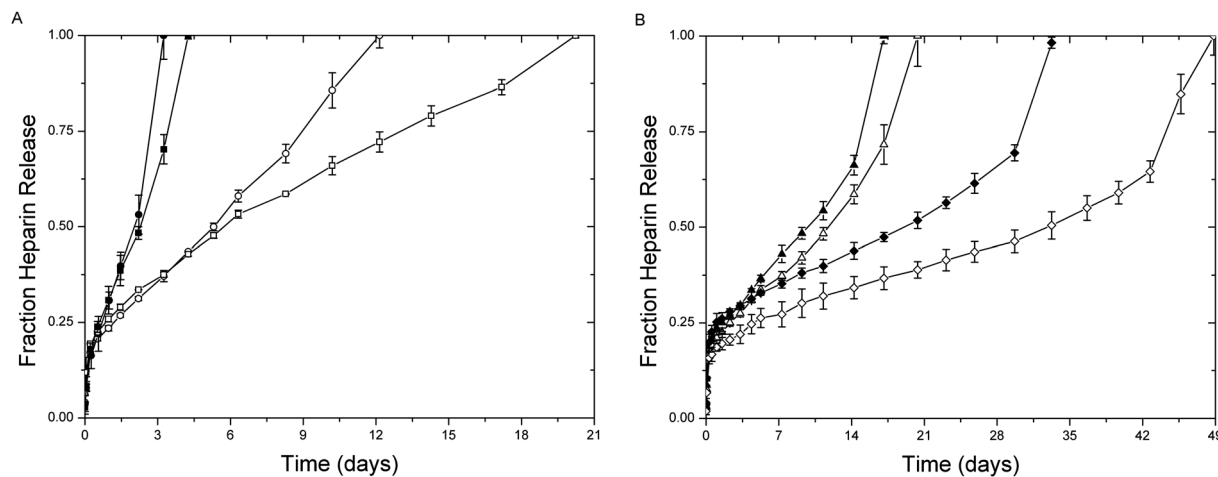 A
1.00
0.75
0.50
0.25
0.00
Fraction Heparin Release
0 3 6 9 12 15 18 21
Time (days)
B
1.00
0.75
0.50
0.25
0.00
Fraction Heparin Release
0 7 14 21 28 35 42 49
Time (days)